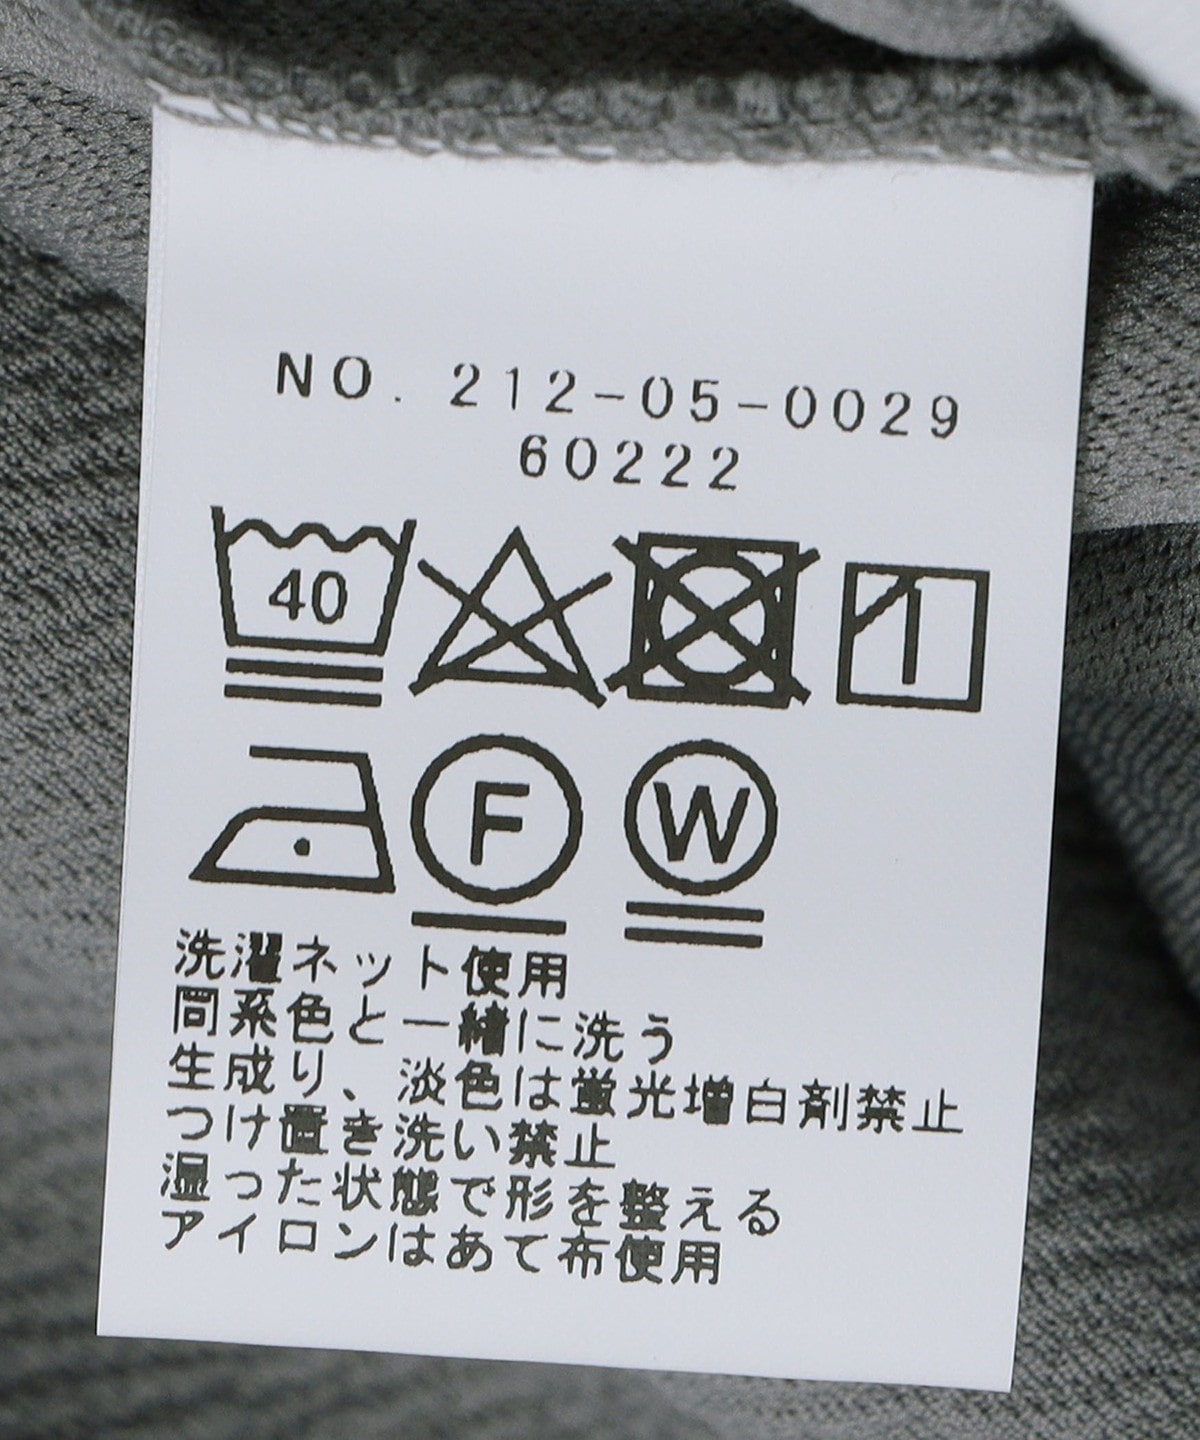 NO. 212-05-0029
60222
40
F W
洗濯ネット使用
同系色と一緒に洗う
生成り、淡色は蛍光増白剤禁止
つけ置き洗い禁止
湿った状態で形を整える
アイロンはあて布使用